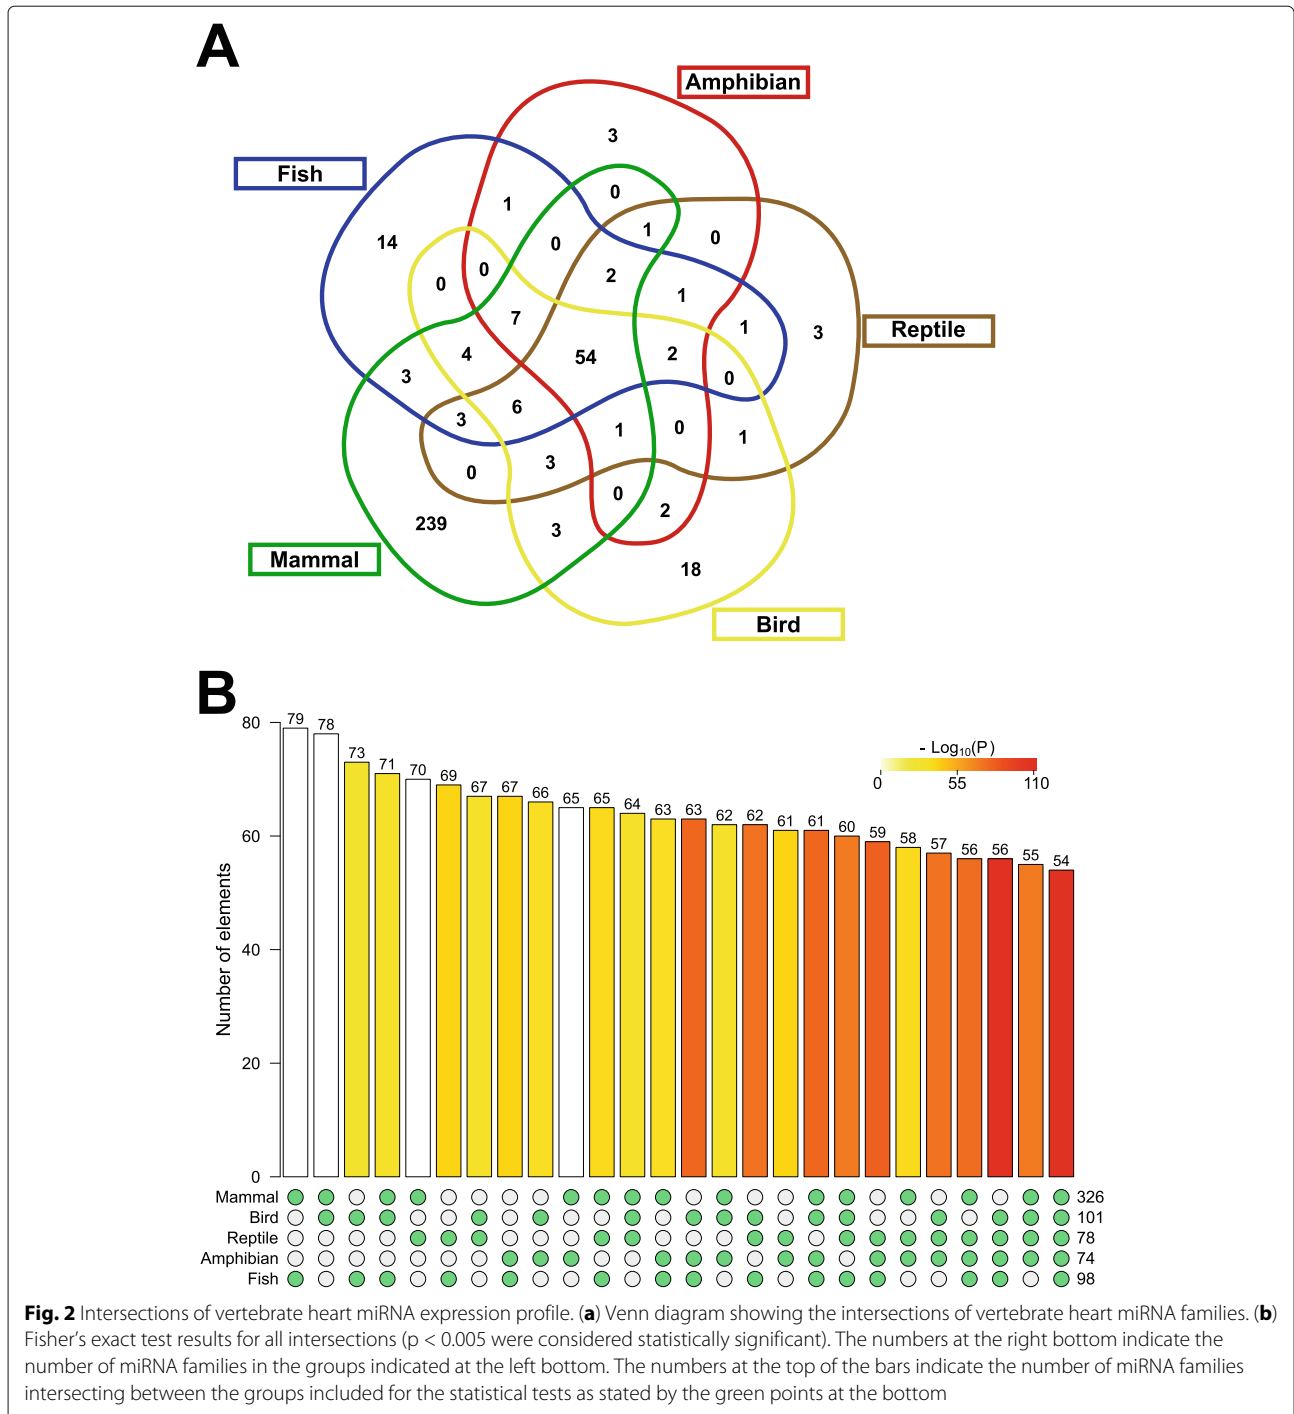 A
Amphibian
Fish
Reptile
Mammal
Bird
3
0
1
1
0
14
0
0
0
2
1
1
3
7
54
2
0
4
3
6
3
1
0
1
0
3
0
2
239
3
18
B
- Log10(P)
0 55 110
Number of elements
80
60
40
20
0
79 78 73 71 70 69 67 67 66 65 65 64 63 63 62 62 61 61 60 59 58 57 56 56 55 54
Mammal 326
Bird 101
Reptile 78
Amphibian 74
Fish 98
Fig. 2 Intersections of vertebrate heart miRNA expression profile. (a) Venn diagram showing the intersections of vertebrate heart miRNA families. (b)
Fisher's exact test results for all intersections (p < 0.005 were considered statistically significant). The numbers at the right bottom indicate the
number of miRNA families in the groups indicated at the left bottom. The numbers at the top of the bars indicate the number of miRNA families
intersecting between the groups included for the statistical tests as stated by the green points at the bottom